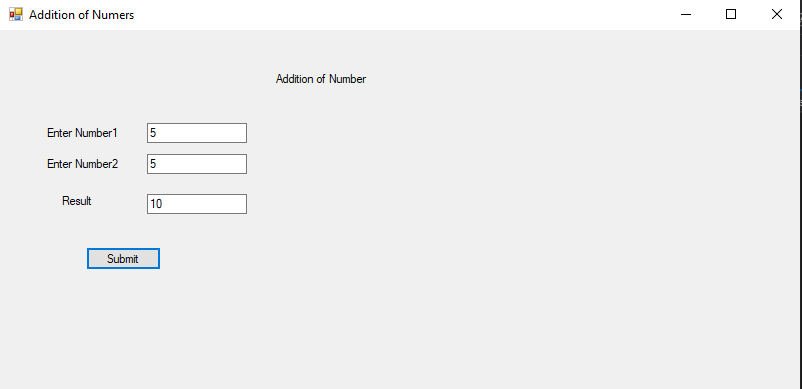 Addition of Numers
Addition of Number
Enter Number1 5
Enter Number2 5
Result 10
Submit